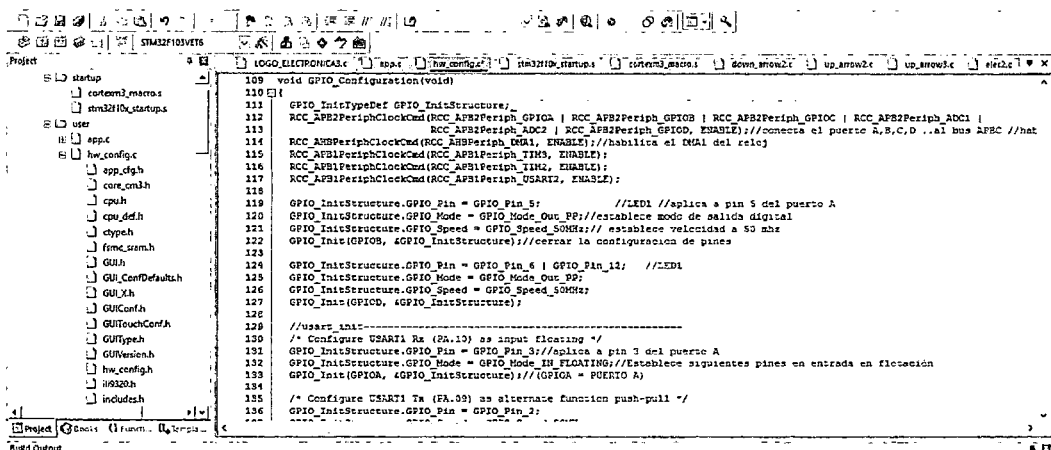 STM32F103VET6
Project
LOGO_ELECTRONICA3.c app.c hw_config.c stm32f10x_startup.s cortexm3_macro.s down_arrow2.c up_arrow2.c up_arrow3.c elec2.c
startup
cortexm3_macro.s
stm32f10x_startup.s
user
app.c
hw_config.c
app_cfg.h
core_cm3.h
cpu.h
cpu_def.h
ctype.h
fsmc_sram.h
GUI.h
GUI_ConfDefaults.h
GUI_X.h
GUIConf.h
GUITouchConf.h
GUIType.h
GUIVersion.h
hw_config.h
ili9320.h
includes.h
109 void GPIO_Configuration(void)
110 {
111 GPIO_InitTypeDef GPIO_InitStructure;
112 RCC_APB2PeriphClockCmd(RCC_APB2Periph_GPIOA | RCC_APB2Periph_GPIOB | RCC_APB2Periph_GPIOC | RCC_APB2Periph_ADC1 |
113 RCC_APB2Periph_ADC2 | RCC_APB2Periph_GPIOD, ENABLE);//conecta el puerto A,B,C,D ..al bus APBC //hab
114 RCC_AHBPeriphClockCmd(RCC_AHBPeriph_DMA1, ENABLE);//habilita el DMA1 del reloj
115 RCC_APB1PeriphClockCmd(RCC_APB1Periph_TIM3, ENABLE);
116 RCC_APB1PeriphClockCmd(RCC_APB1Periph_TIM2, ENABLE);
117 RCC_APB1PeriphClockCmd(RCC_APB1Periph_USART2, ENABLE);
118
119 GPIO_InitStructure.GPIO_Pin = GPIO_Pin_5; //LED1 //aplica a pin 5 del puerto A
120 GPIO_InitStructure.GPIO_Mode = GPIO_Mode_Out_PP;//establece modo de salida digital
121 GPIO_InitStructure.GPIO_Speed = GPIO_Speed_50MHz;// establece velocidad a 50 mhz
122 GPIO_Init(GPIOB, &GPIO_InitStructure);//cerrar la configuracion de pines
123
124 GPIO_InitStructure.GPIO_Pin = GPIO_Pin_6 | GPIO_Pin_12; //LED1
125 GPIO_InitStructure.GPIO_Mode = GPIO_Mode_Out_PP;
126 GPIO_InitStructure.GPIO_Speed = GPIO_Speed_50MHz;
127 GPIO_Init(GPIOD, &GPIO_InitStructure);
128
129 //usart_init--------------------------------------------------
130 /* Configure USART1 Rx (PA.10) as input floating */
131 GPIO_InitStructure.GPIO_Pin = GPIO_Pin_3;//aplica a pin 3 del puerto A
132 GPIO_InitStructure.GPIO_Mode = GPIO_Mode_IN_FLOATING;//Establece siguientes pines en entrada en flotación
133 GPIO_Init(GPIOA, &GPIO_InitStructure);//(GPIOA = PUERTO A)
134
135 /* Configure USART1 Tx (PA.09) as alternate function push-pull */
136 GPIO_InitStructure.GPIO_Pin = GPIO_Pin_2;
Project Books Functi... Templa...
Build Output